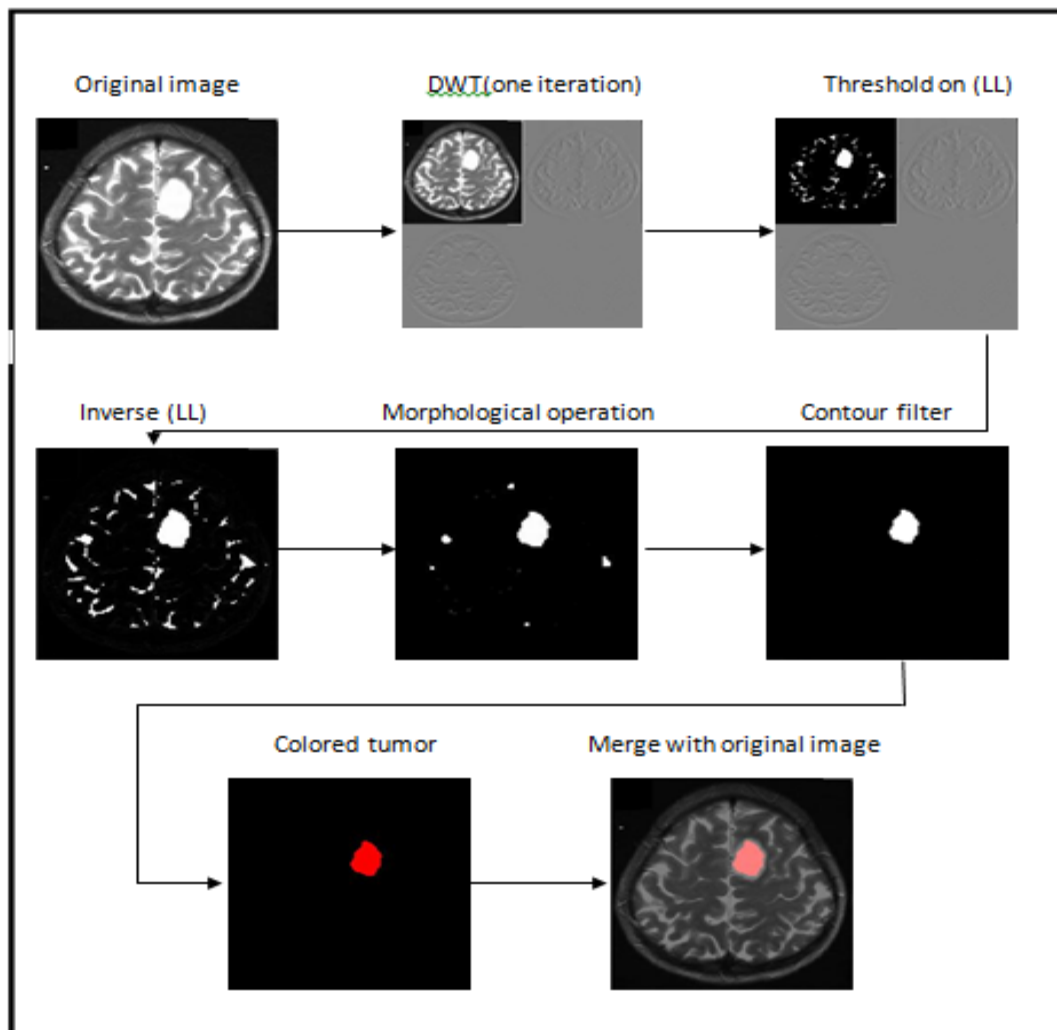 Original image
DWT(one iteration)
Threshold on (LL)
Inverse (LL)
Morphological operation
Contour filter
Colored tumor
Merge with original image